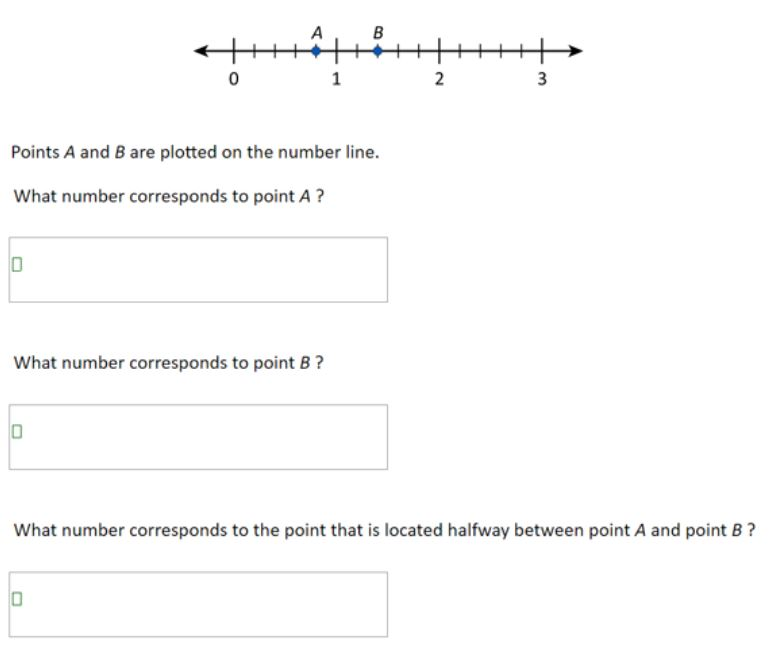 A B
0 1 2 3
Points A and B are plotted on the number line.
What number corresponds to point A ?
What number corresponds to point B ?
What number corresponds to the point that is located halfway between point A and point B ?